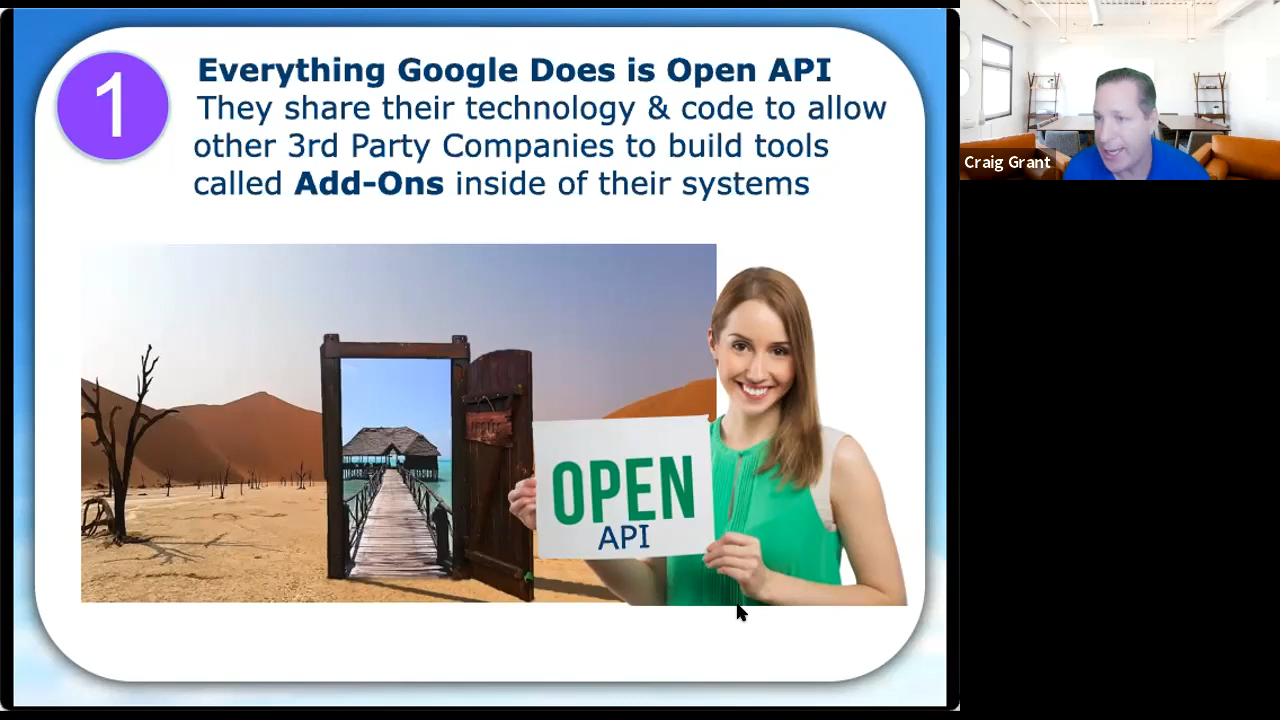 1
Everything Google Does is Open API
They share their technology & code to allow
other 3rd Party Companies to build tools
called Add-Ons inside of their systems
OPEN
API
Craig Grant